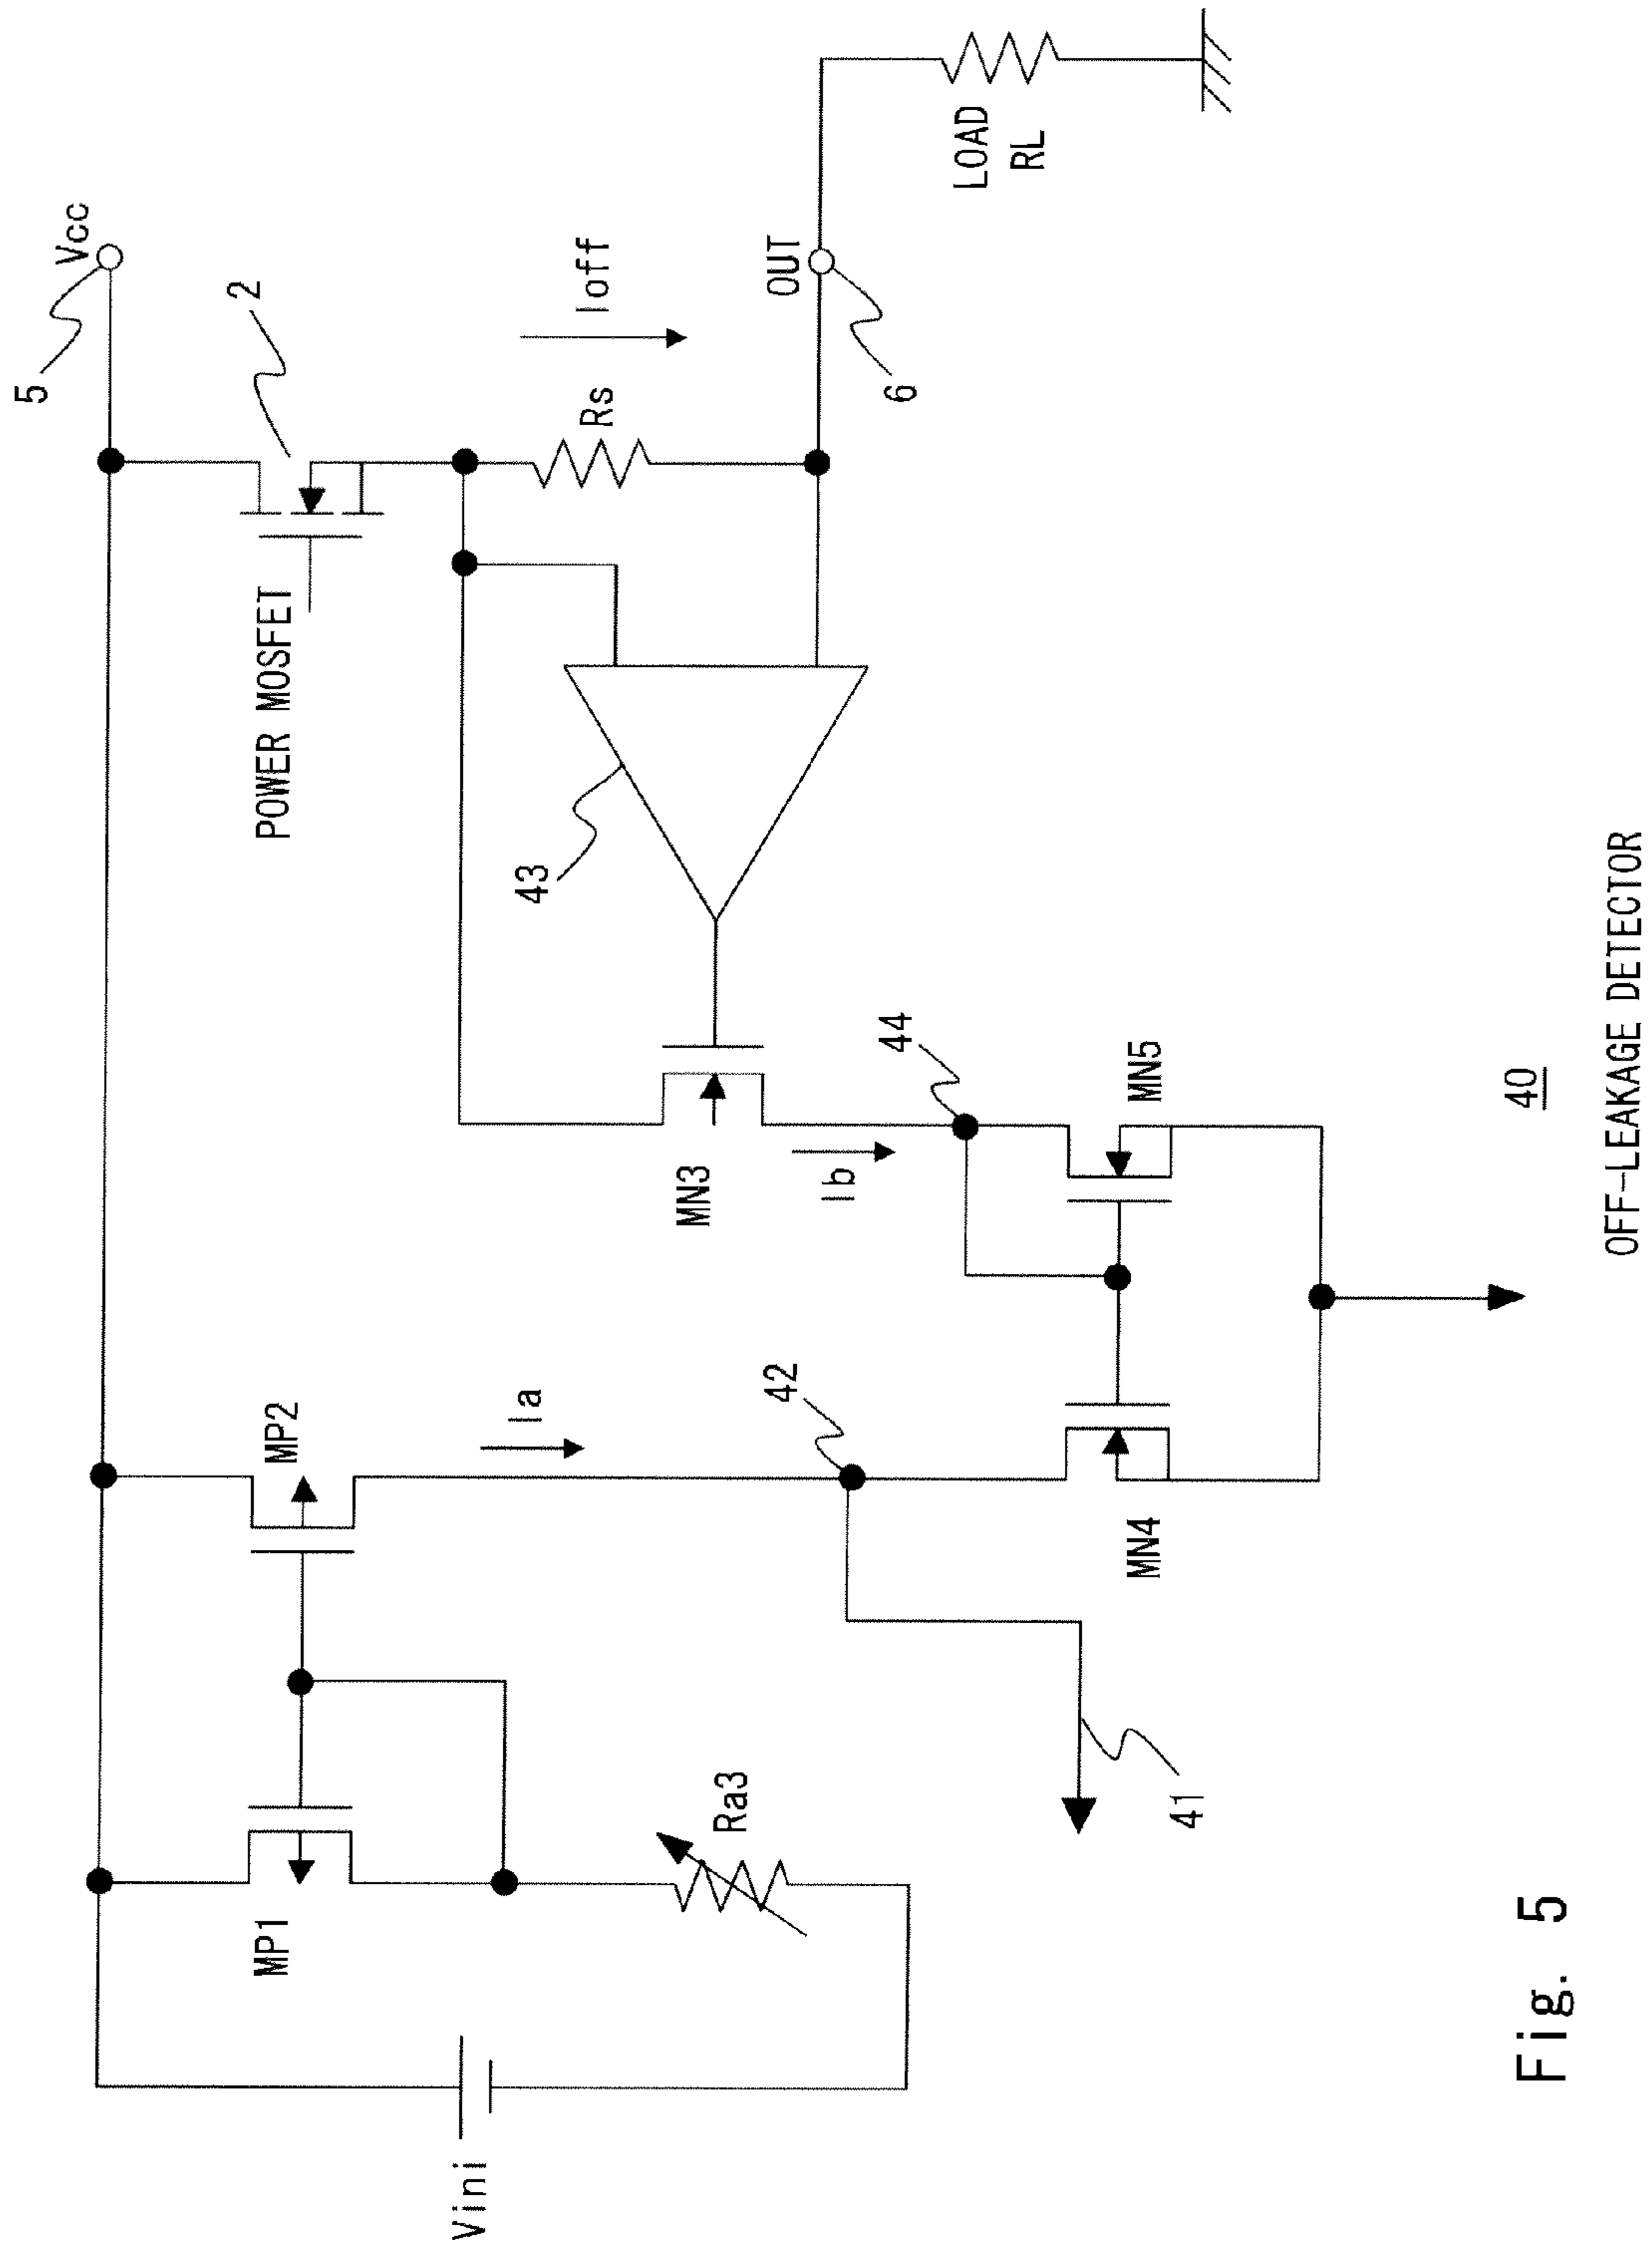 5
Vcc
2
POWER MOSFET
Ioff
Rs
OUT
6
LOAD
RL
43
MN3
Ib
44
MN5
MP2
Ia
42
MN4
MP1
Ra3
41
Vini
40
OFF-LEAKAGE DETECTOR
Fig. 5